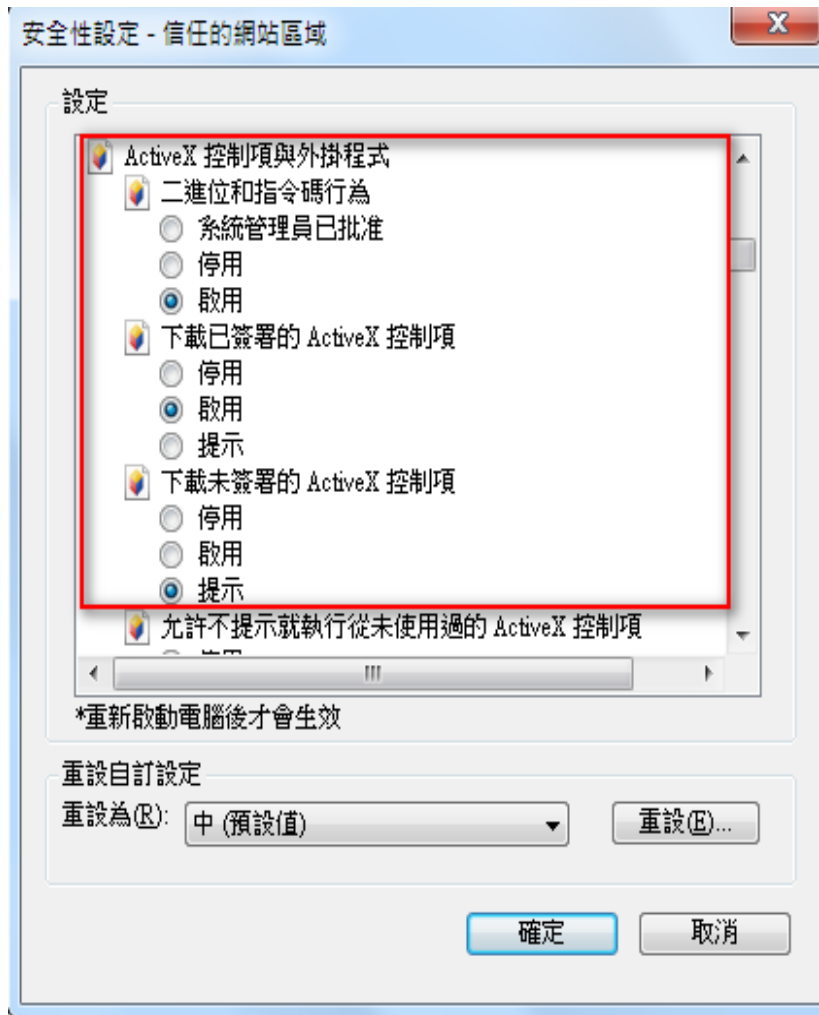 安全性設定 - 信任的網站區域
設定
ActiveX 控制項與外掛程式
二進位和指令碼行為
系統管理員已批准
停用
啟用
下載已簽署的 ActiveX 控制項
停用
啟用
提示
下載未簽署的 ActiveX 控制項
停用
啟用
提示
允許不提示就執行從未使用過的 ActiveX 控制項
*重新啟動電腦後才會生效
重設自訂設定
重設為(R): 中 (預設值) 重設(E)...
確定 取消